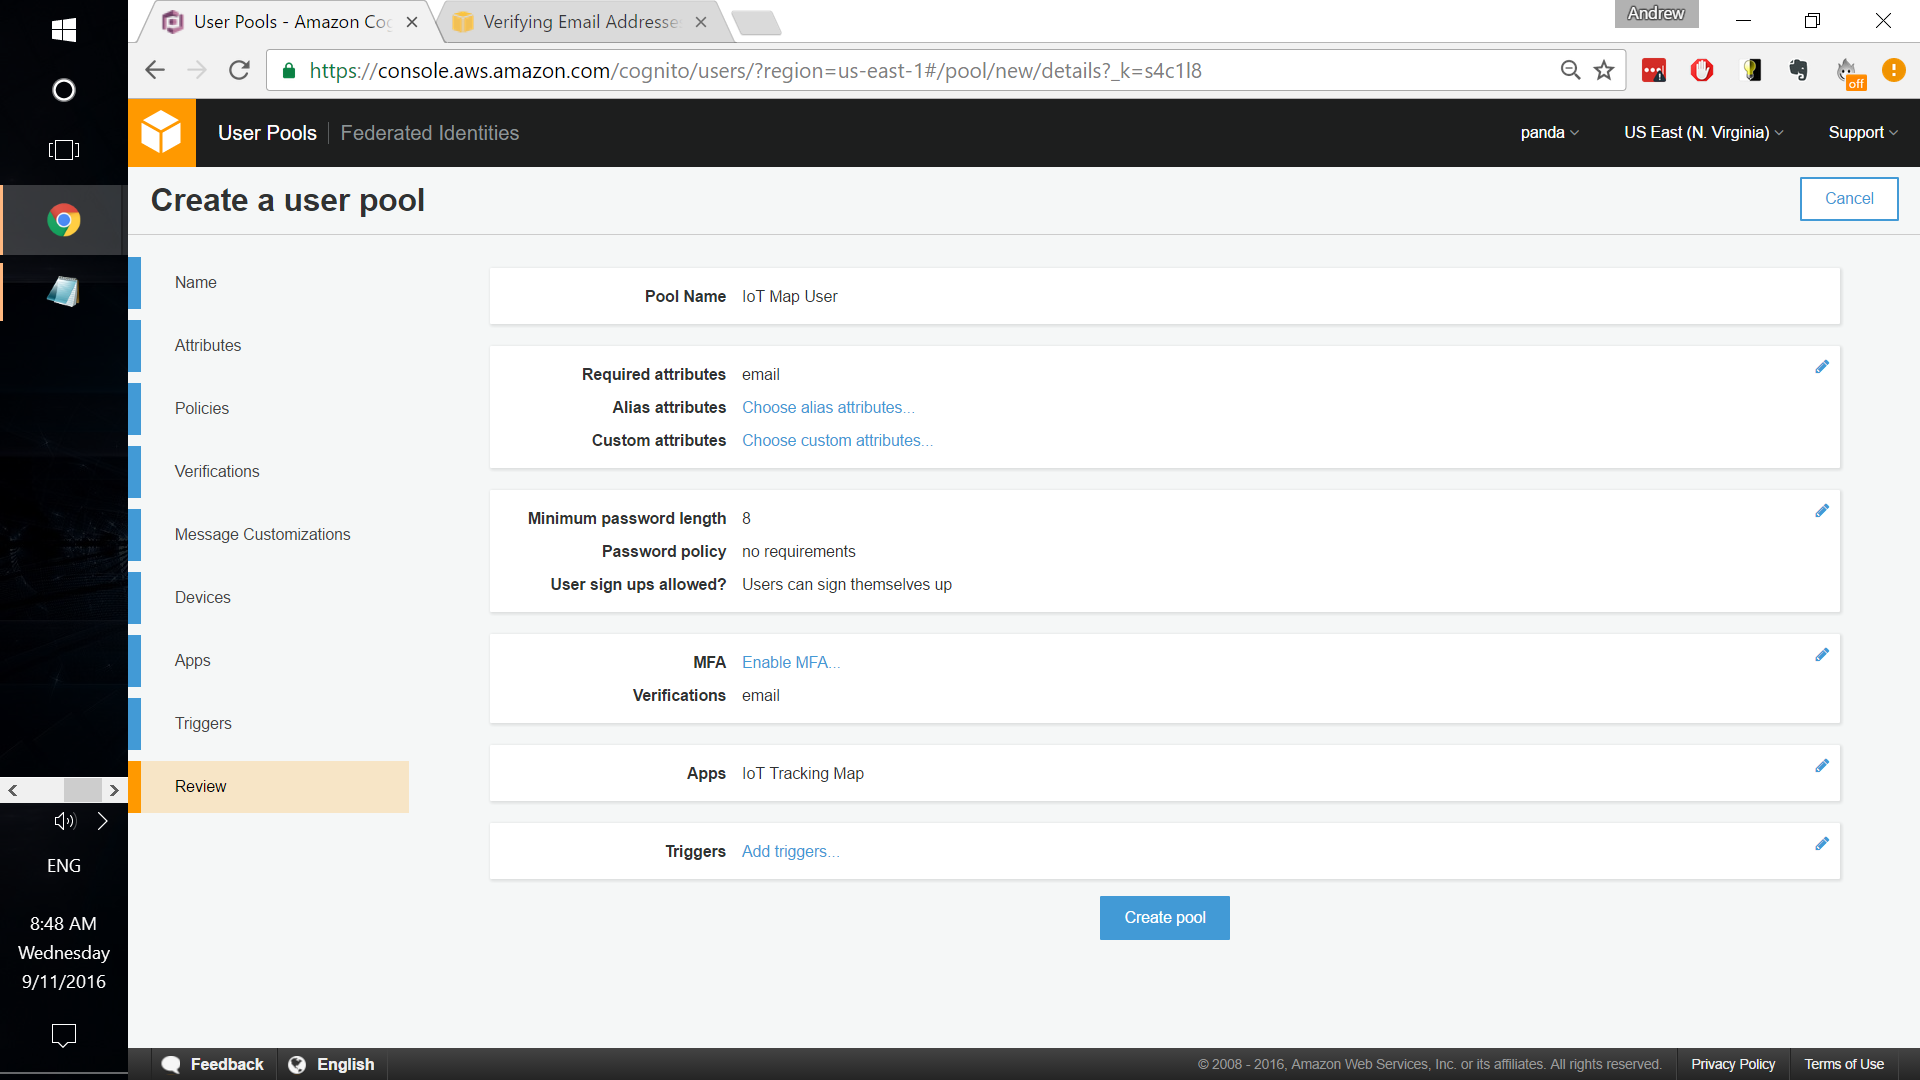 User Pools - Amazon Co
Verifying Email Addresse
Andrew
https://console.aws.amazon.com/cognito/users/?region=us-east-1#/pool/new/details?_k=s4c1l8
off
User Pools
Federated Identities
panda
US East (N. Virginia)
Support
Create a user pool
Cancel
Name
Attributes
Policies
Verifications
Message Customizations
Devices
Apps
Triggers
Review
Pool Name IoT Map User
Required attributes email
Alias attributes Choose alias attributes...
Custom attributes Choose custom attributes...
Minimum password length 8
Password policy no requirements
User sign ups allowed? Users can sign themselves up
MFA Enable MFA...
Verifications email
Apps IoT Tracking Map
Triggers Add triggers...
Create pool
ENG
8:48 AM
Wednesday
9/11/2016
Feedback
English
© 2008 - 2016, Amazon Web Services, Inc. or its affiliates. All rights reserved.
Privacy Policy
Terms of Use